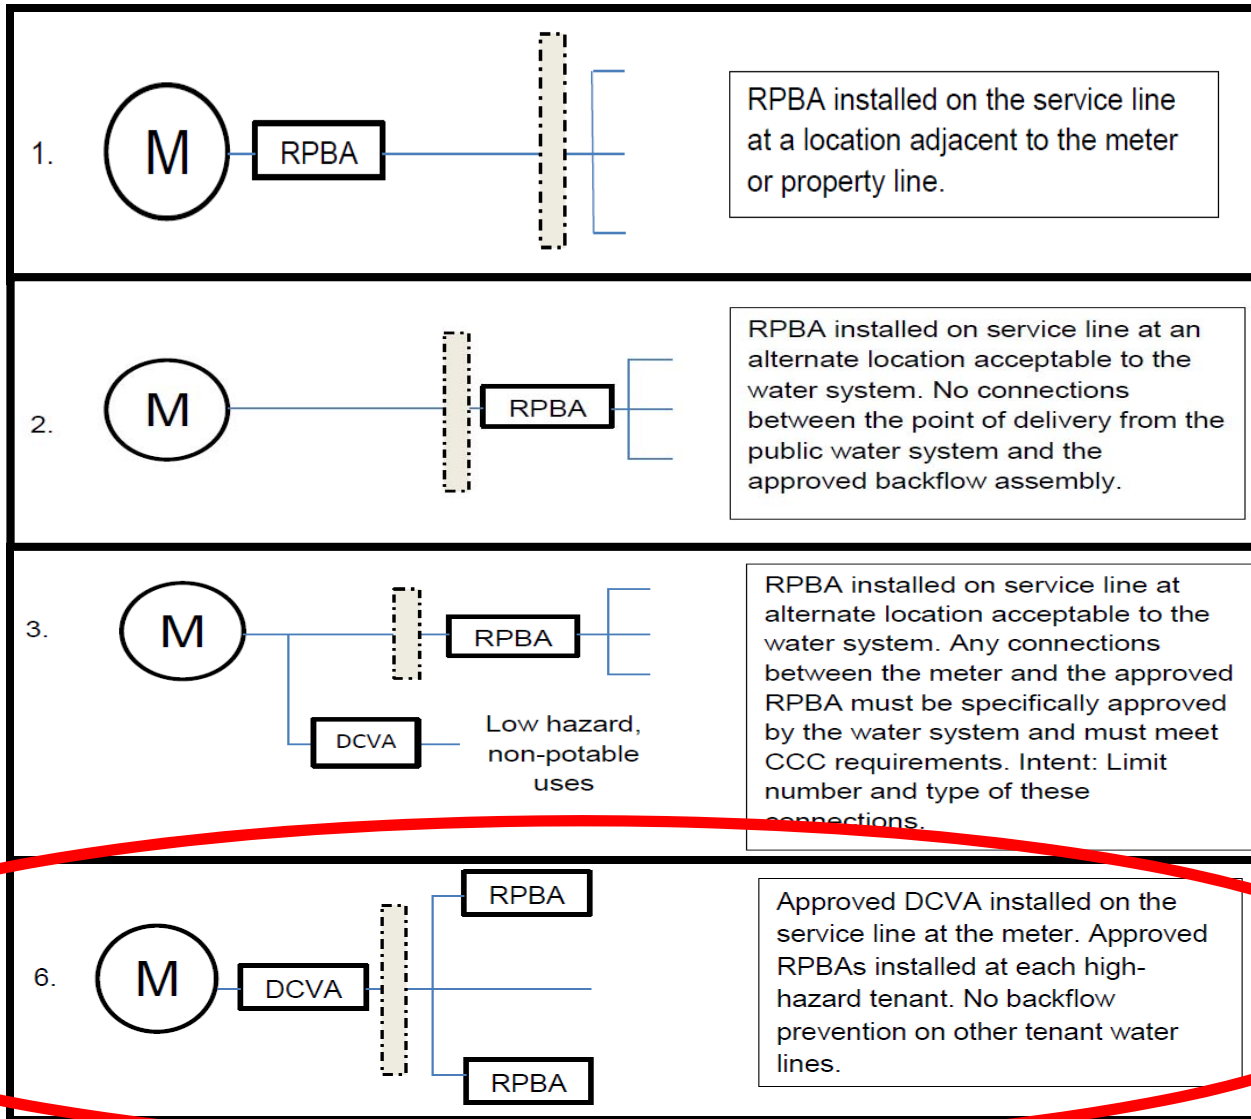 1.
M
RPBA
RPBA installed on the service line
at a location adjacent to the meter
or property line.
2.
M
RPBA
RPBA installed on service line at an
alternate location acceptable to the
water system. No connections
between the point of delivery from the
public water system and the
approved backflow assembly.
3.
M
RPBA
DCVA
Low hazard,
non-potable
uses
RPBA installed on service line at
alternate location acceptable to the
water system. Any connections
between the meter and the approved
RPBA must be specifically approved
by the water system and must meet
CCC requirements. Intent: Limit
number and type of these
connections.
6.
M
DCVA
RPBA
RPBA
Approved DCVA installed on the
service line at the meter. Approved
RPBAs installed at each high-
hazard tenant. No backflow
prevention on other tenant water
lines.